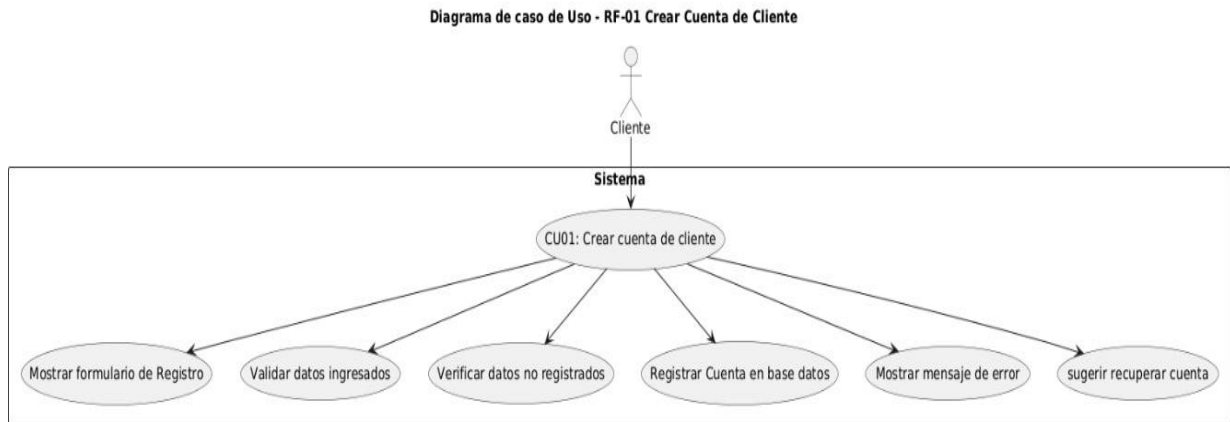 Diagrama de caso de Uso - RF-01 Crear Cuenta de Cliente
Cliente
Sistema
CU01: Crear cuenta de cliente
Mostrar formulario de Registro
Validar datos ingresados
Verificar datos no registrados
Registrar Cuenta en base datos
Mostrar mensaje de error
sugerir recuperar cuenta